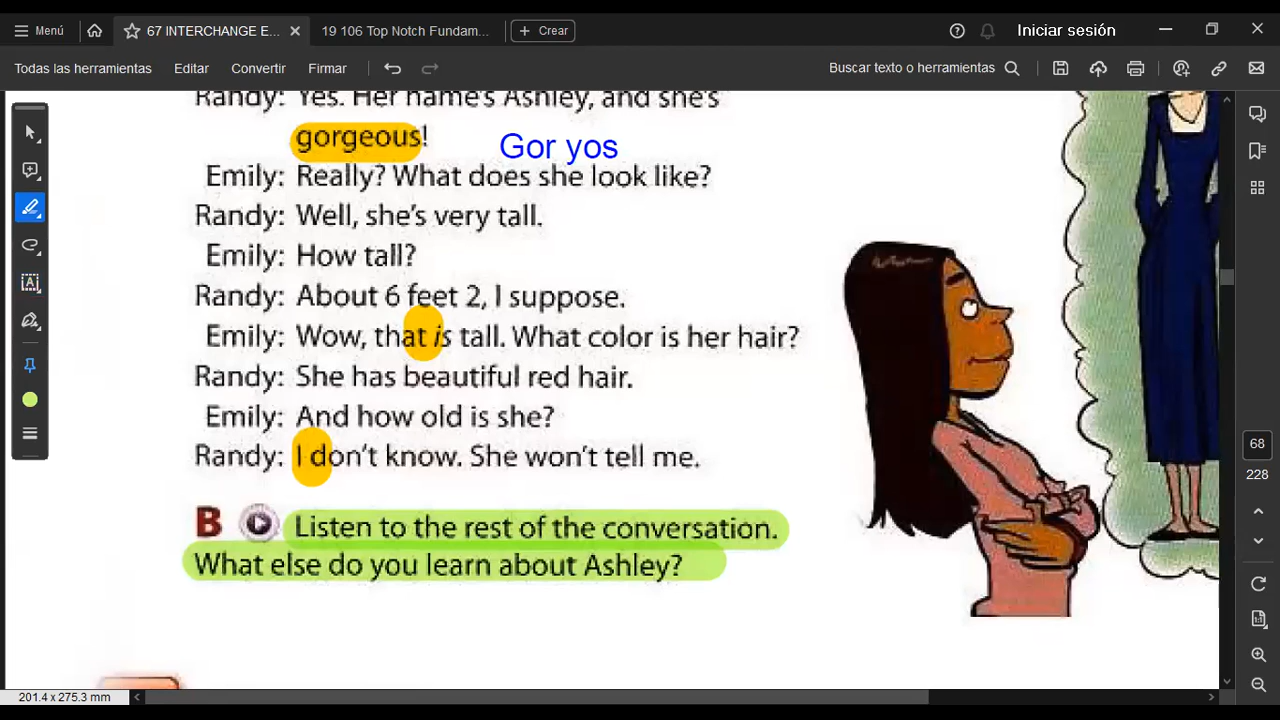 Menú
67 INTERCHANGE E...
19 106 Top Notch Fundam...
Crear
Iniciar sesión
Todas las herramientas
Editar
Convertir
Firmar
Buscar texto o herramientas
Randy: Yes. Her name's Ashley, and she's
gorgeous!
Gor yos
Emily: Really? What does she look like?
Randy: Well, she's very tall.
Emily: How tall?
Randy: About 6 feet 2, I suppose.
Emily: Wow, that is tall. What color is her hair?
Randy: She has beautiful red hair.
Emily: And how old is she?
Randy: I don't know. She won't tell me.
B Listen to the rest of the conversation.
What else do you learn about Ashley?
68
228
201.4 x 275.3 mm